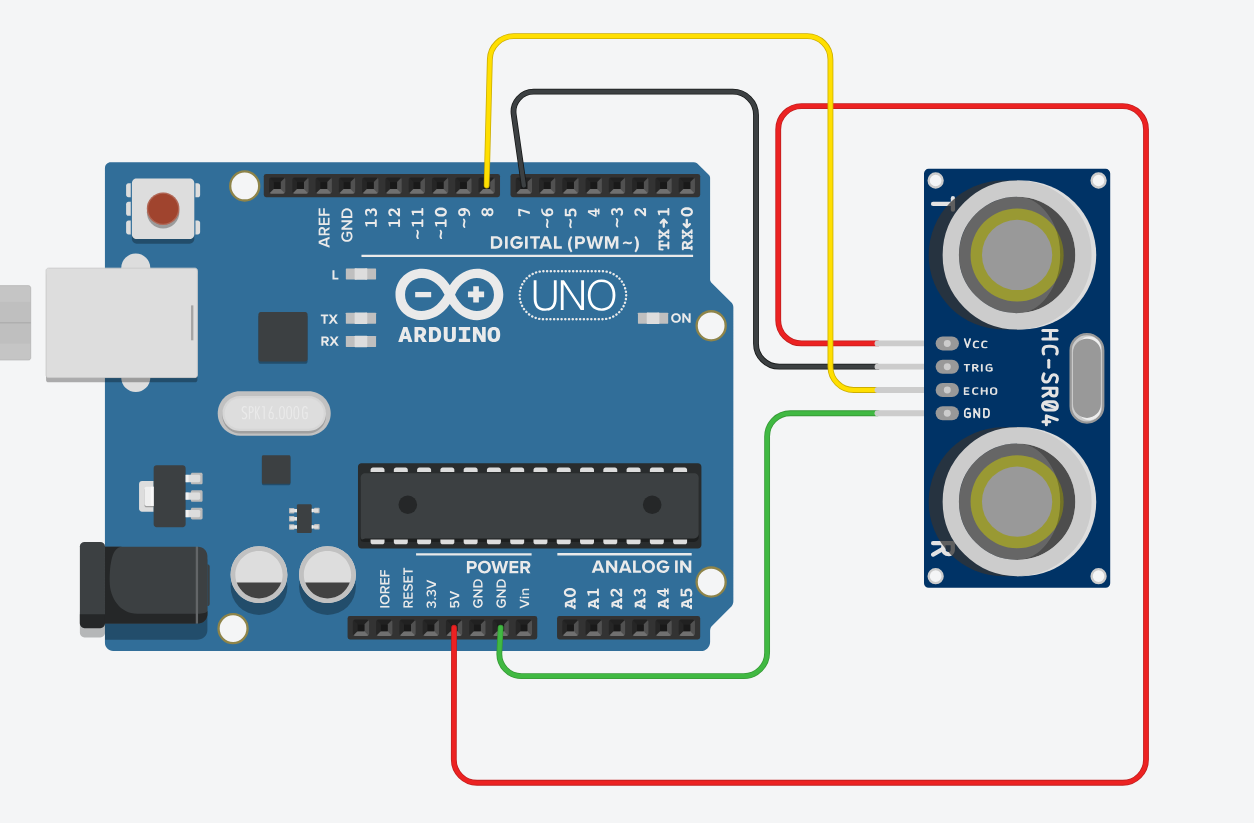 AREF
GND
13
12
~11
~10
~9
8
7
~6
~5
4
~3
2
TX→1
RX←0
DIGITAL (PWM~)
L
TX
RX
UNO
ARDUINO
ON
SPK16.000G
POWER
ANALOG IN
IOREF
RESET
3.3V
5V
GND
GND
Vin
A0
A1
A2
A3
A4
A5
T
VCC
TRIG
ECHO
GND
HC-SR04
R